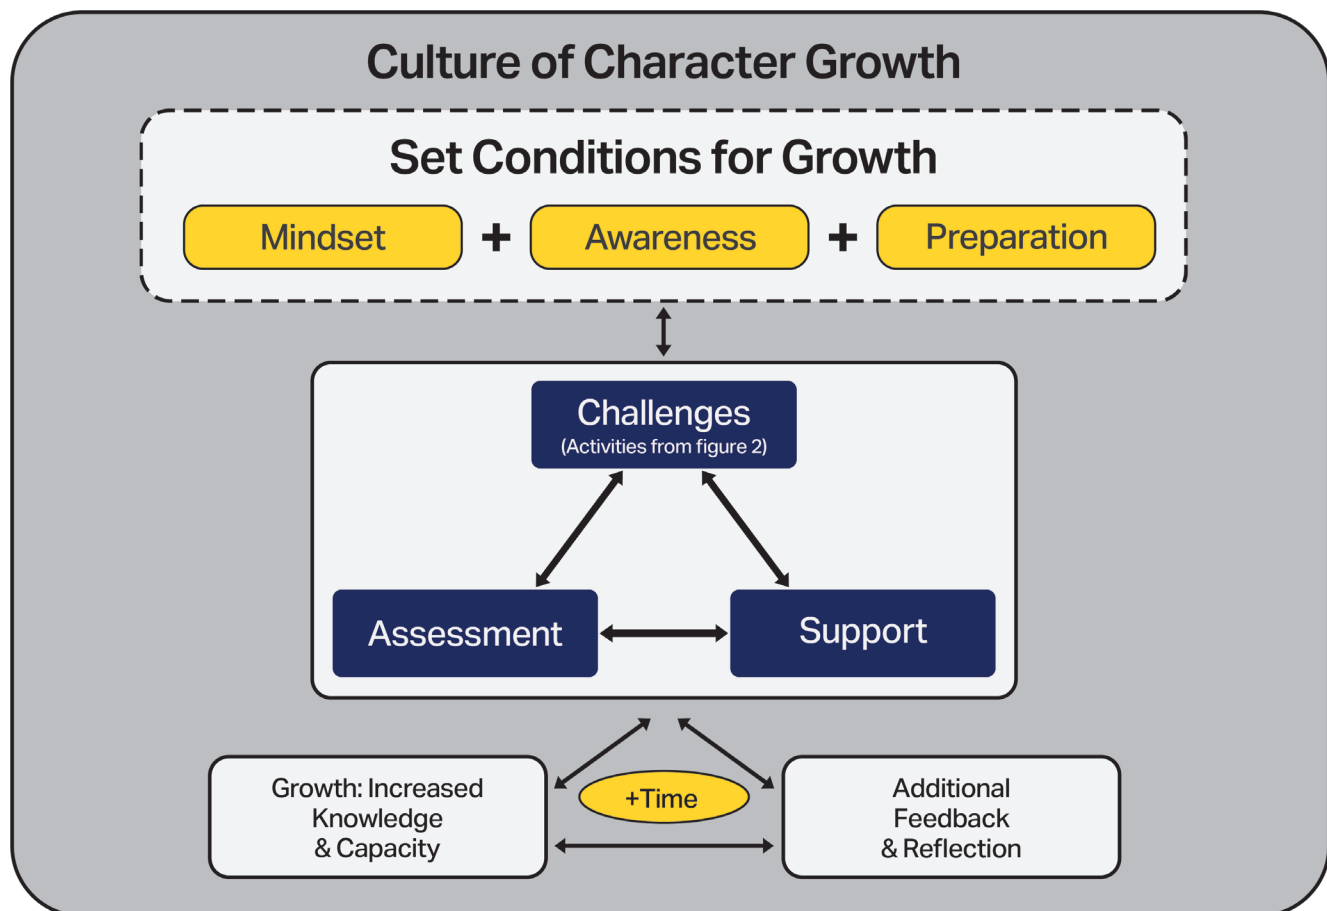 Culture of Character Growth
Set Conditions for Growth
Mindset + Awareness + Preparation
Challenges
(Activities from figure 2)
Assessment
Support
Growth: Increased
Knowledge
& Capacity
+Time
Additional
Feedback
& Reflection